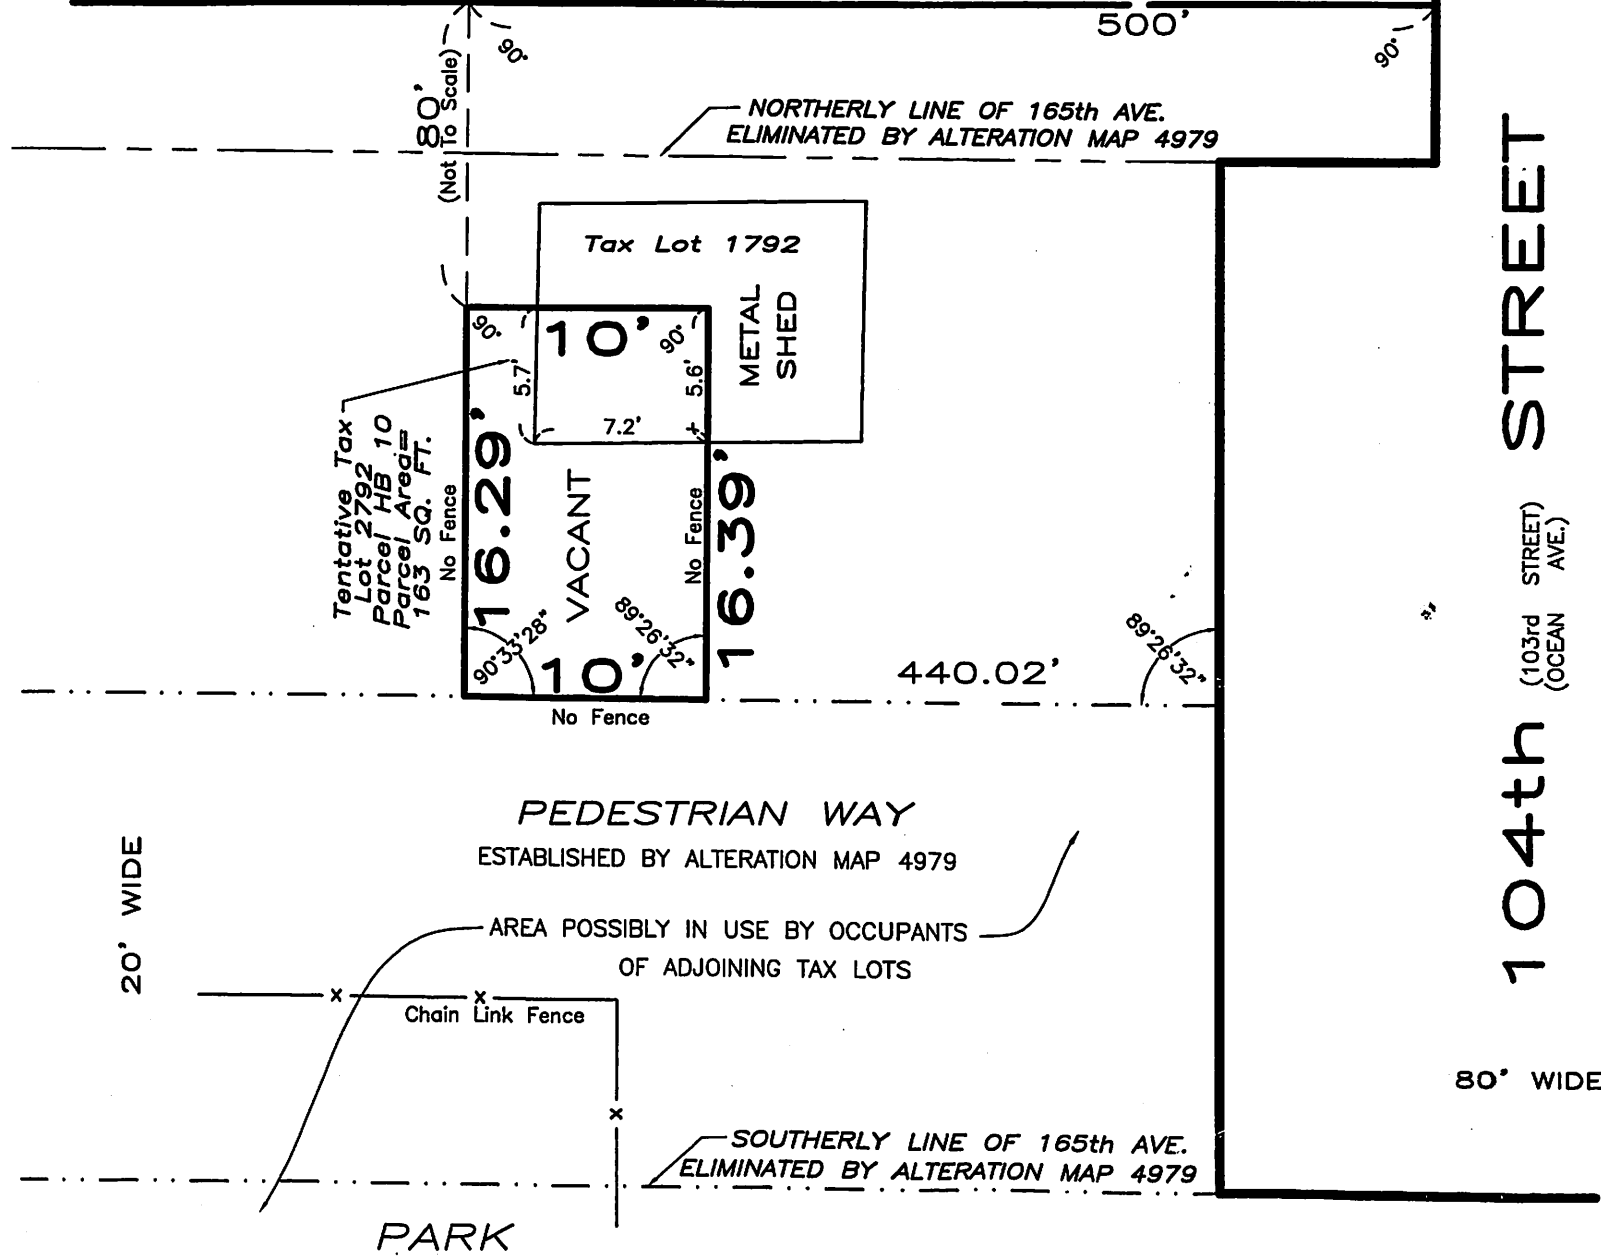 500'
90°
90°
80'
(Not To Scale)
NORTHERLY LINE OF 165th AVE.
ELIMINATED BY ALTERATION MAP 4979
Tax Lot 1792
METAL
SHED
90°
10'
90°
5.7'
5.6'
7.2'
Tentative Tax
Lot 2792
Parcel HB 10
Parcel Area=
163 SQ. FT.
No Fence
16.29'
VACANT
No Fence
16.39'
90°33'28"
89°26'32"
10'
No Fence
440.02'
89°26'32"
104th STREET
(103rd STREET)
(OCEAN AVE.)
80' WIDE
PEDESTRIAN WAY
ESTABLISHED BY ALTERATION MAP 4979
20' WIDE
AREA POSSIBLY IN USE BY OCCUPANTS
OF ADJOINING TAX LOTS
x x
Chain Link Fence
x
SOUTHERLY LINE OF 165th AVE.
ELIMINATED BY ALTERATION MAP 4979
PARK